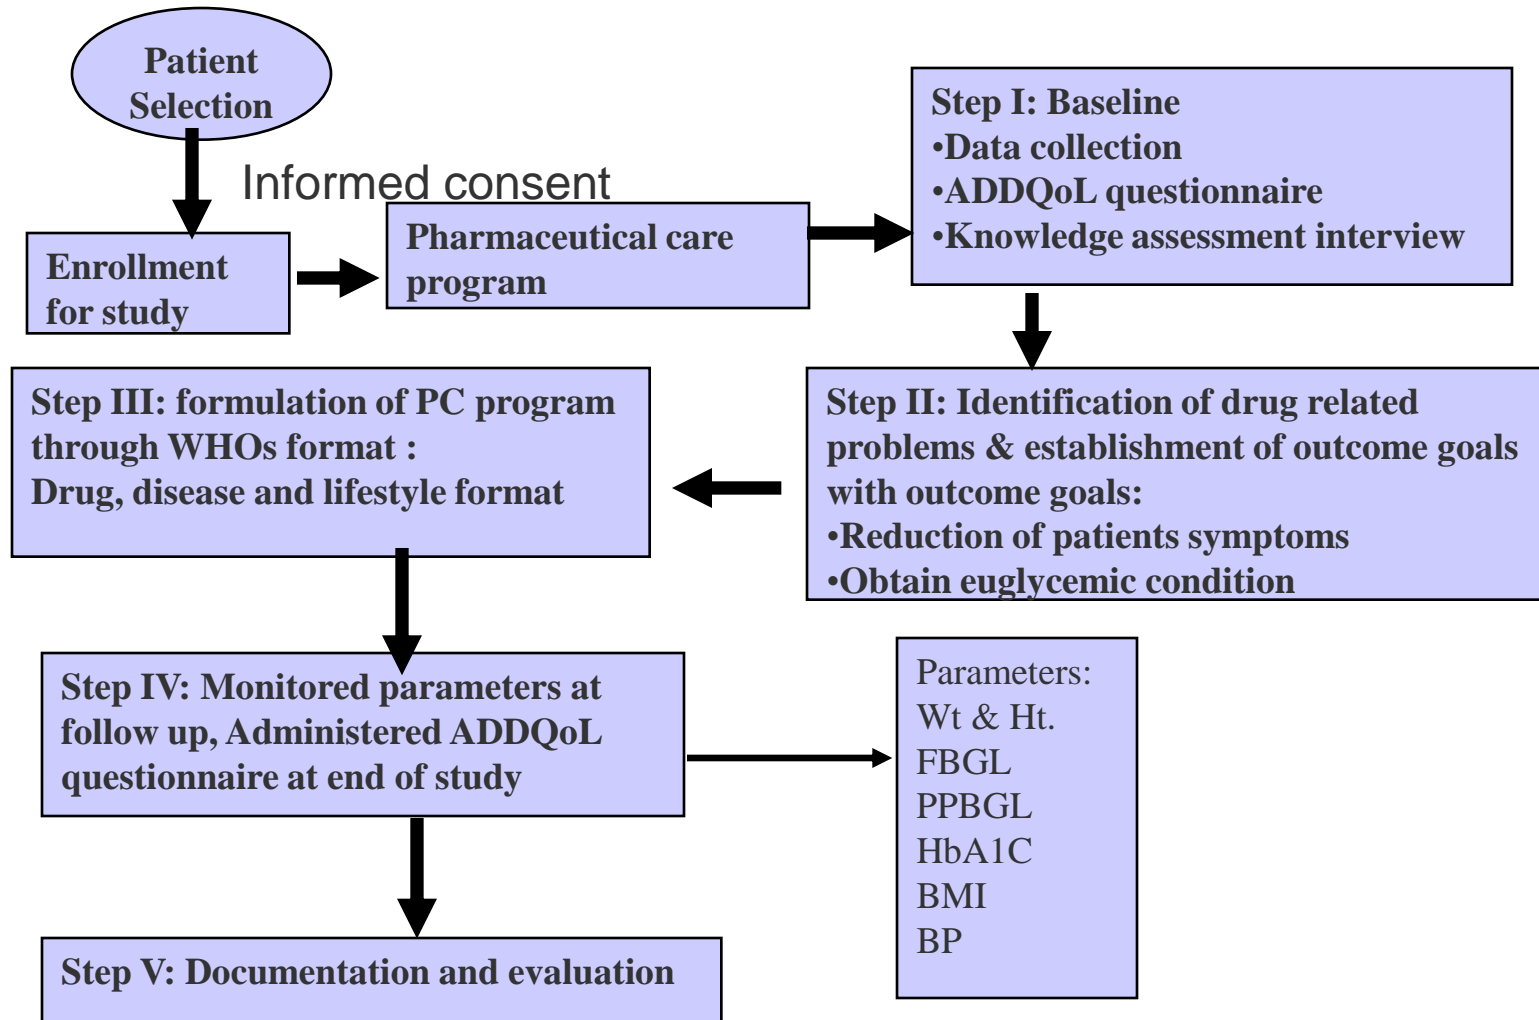 Patient
Selection
Informed consent
Enrollment
for study
Pharmaceutical care
program
Step I: Baseline
•Data collection
•ADDQoL questionnaire
•Knowledge assessment interview
Step II: Identification of drug related
problems & establishment of outcome goals
with outcome goals:
•Reduction of patients symptoms
•Obtain euglycemic condition
Step III: formulation of PC program
through WHOs format :
Drug, disease and lifestyle format
Step IV: Monitored parameters at
follow up, Administered ADDQoL
questionnaire at end of study
Parameters:
Wt & Ht.
FBGL
PPBGL
HbA1C
BMI
BP
Step V: Documentation and evaluation